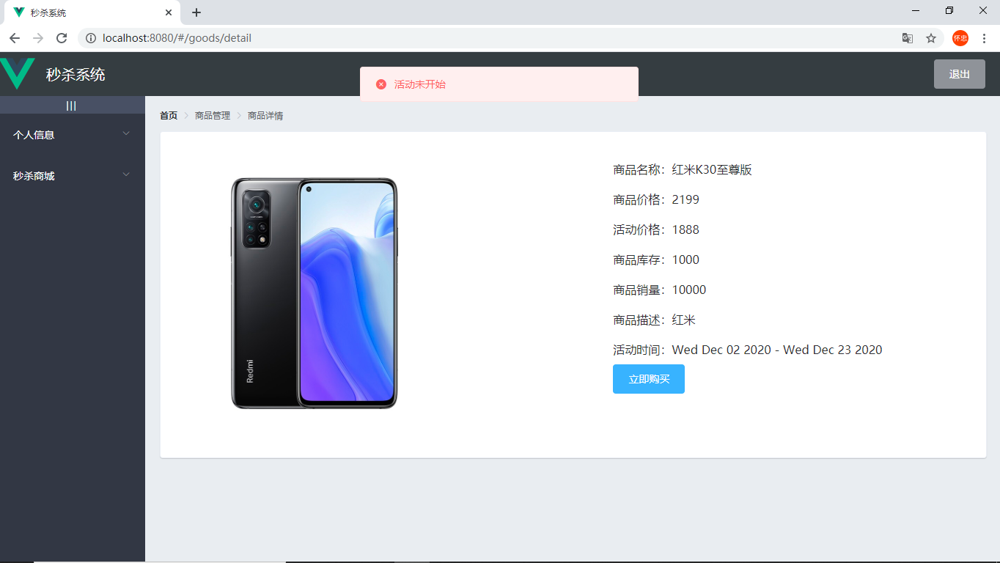 秒杀系统
localhost:8080/#/goods/detail
怀忠
秒杀系统
活动未开始
退出
|||
首页 > 商品管理 > 商品详情
个人信息
秒杀商城
商品名称：红米K30至尊版
商品价格：2199
活动价格：1888
商品库存：1000
商品销量：10000
商品描述：红米
活动时间：Wed Dec 02 2020 - Wed Dec 23 2020
立即购买
Redmi